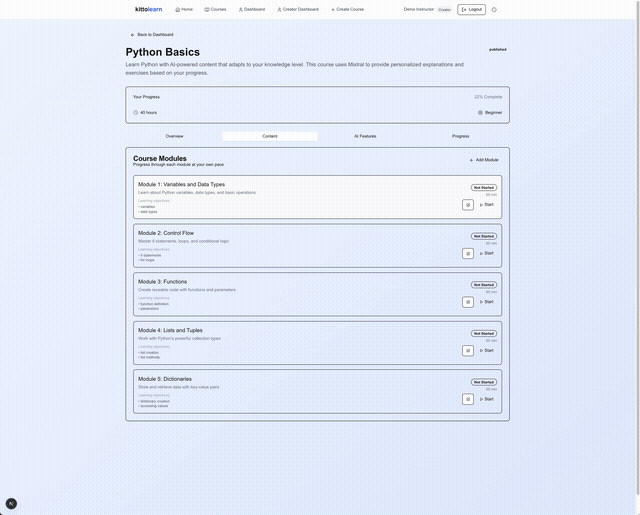 kittolearn
Home
Courses
Dashboard
Creator Dashboard
+ Create Course
Demo Instructor
Creator
Logout
← Back to Dashboard
Python Basics
published
Learn Python with AI-powered content that adapts to your knowledge level. This course uses Mixtral to provide personalized explanations and
exercises based on your progress.
Your Progress
22% Complete
40 hours
Beginner
Overview
Content
AI Features
Progress
Course Modules
Progress through each module at your own pace
+ Add Module
Module 1: Variables and Data Types
Learn about Python variables, data types, and basic operations
Learning objectives:
• variables
• data types
Not Started
60 min
Start
Module 2: Control Flow
Master if statements, loops, and conditional logic
Learning objectives:
• if statements
• for loops
Not Started
60 min
Start
Module 3: Functions
Create reusable code with functions and parameters
Learning objectives:
• function definition
• parameters
Not Started
60 min
Start
Module 4: Lists and Tuples
Work with Python's powerful collection types
Learning objectives:
• list creation
• list methods
Not Started
60 min
Start
Module 5: Dictionaries
Store and retrieve data with key-value pairs
Learning objectives:
• dictionary creation
• accessing values
Not Started
60 min
Start
N